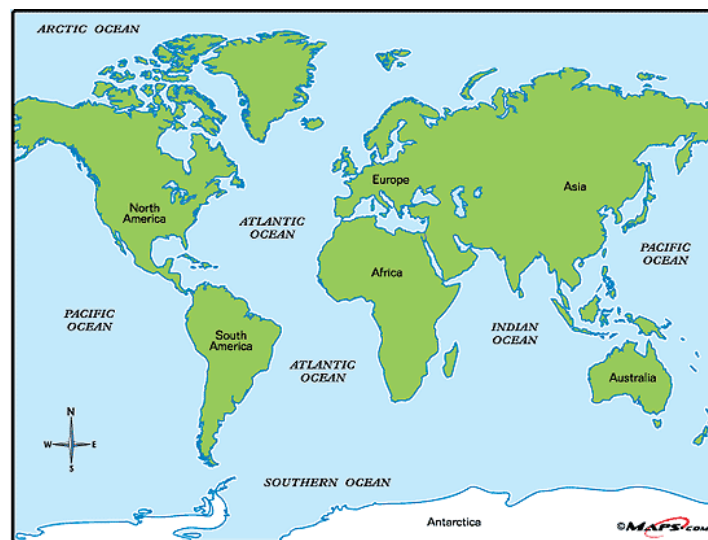 ARCTIC OCEAN
Europe
Asia
North
America
ATLANTIC
OCEAN
PACIFIC
OCEAN
Africa
PACIFIC
OCEAN
INDIAN
OCEAN
South
America
ATLANTIC
OCEAN
Australia
N
W E
S
SOUTHERN OCEAN
Antarctica
©MAPS.COM